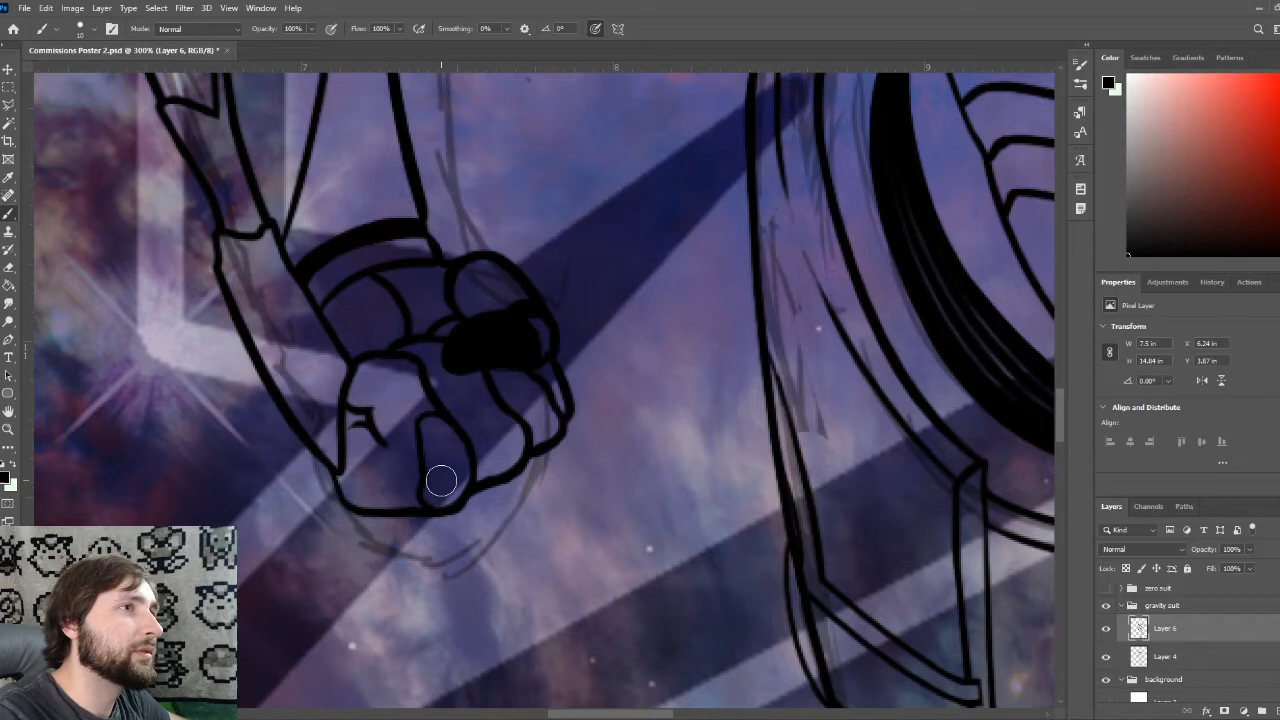 File Edit Image Layer Type Select Filter 3D View Window Help
10 Mode: Normal Opacity: 100% Flow: 100% Smoothing: 0% 0°
Commissions Poster 2.psd @ 300% (Layer 6, RGB/8) * ×
7 8 9
Color Swatches Gradients Patterns
Properties Adjustments History Actions
Pixel Layer
Transform
W: 7.5 in X: 6.24 in
H: 14.84 in Y: 3.87 in
0.00°
Align and Distribute
Align:
Layers Channels Paths
Kind
Normal Opacity: 100%
Lock: Fill: 100%
zero suit
gravity suit
Layer 6
Layer 4
background